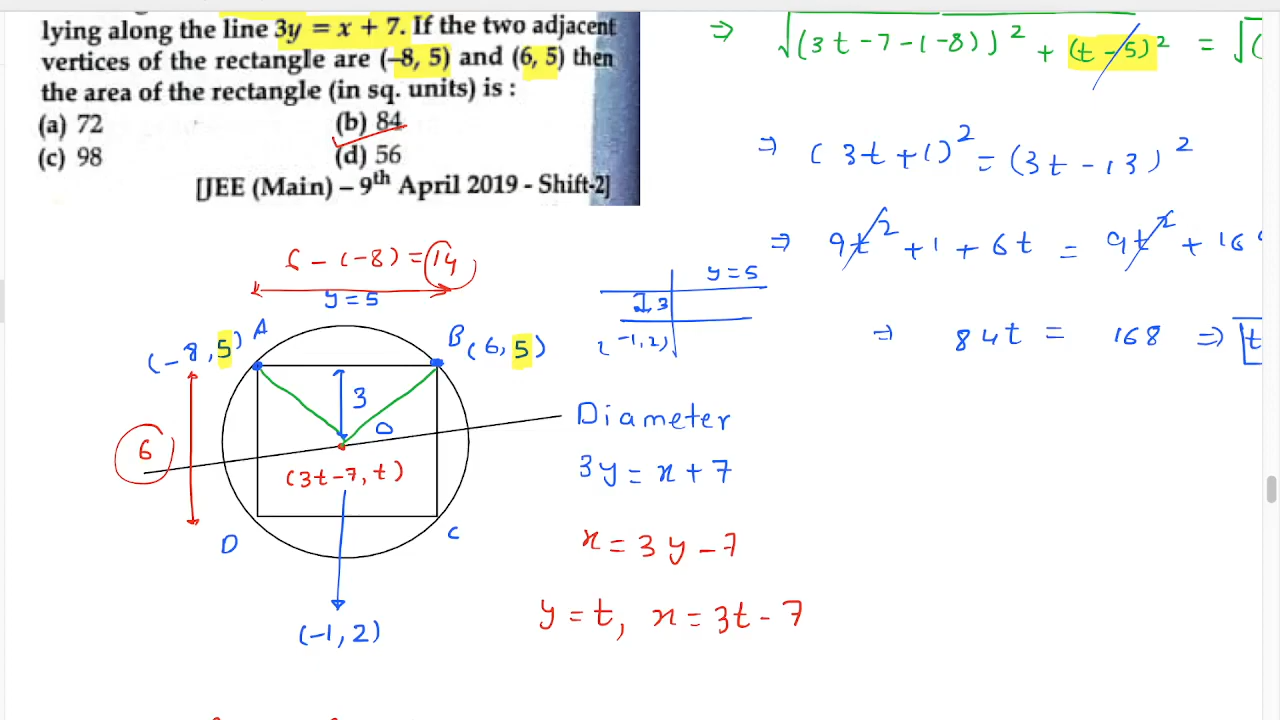 lying along the line 3y = x + 7. If the two adjacent
vertices of the rectangle are (–8, 5) and (6, 5) then
the area of the rectangle (in sq. units) is :
(a) 72 (b) 84
(c) 98 (d) 56
[JEE (Main) – 9th April 2019 - Shift-2]
6 - (-8) = 14
y = 5
(-8, 5) A
B (6, 5)
3
O
6
(3t-7, t)
D
C
(-1, 2)
y = 5
(-1, 2)
Diameter
3y = x + 7
x = 3y - 7
y = t, x = 3t - 7
⇒ √(3t-7-(-8))² + (t-5)² = √(
⇒ (3t+1)² = (3t-13)²
⇒ 9t² + 1 + 6t = 9t² + 16
⇒ 84t = 168 ⇒ t